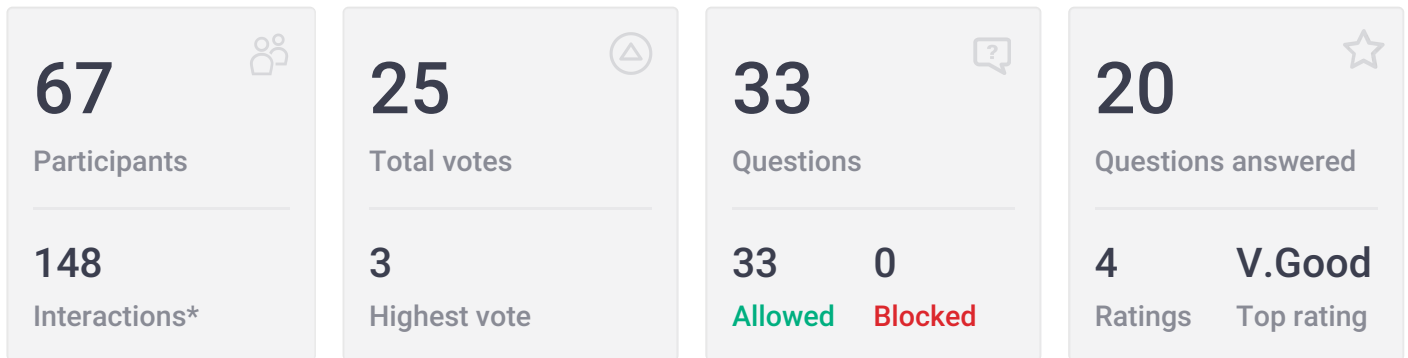 67
Participants
148
Interactions*
25
Total votes
3
Highest vote
?
33
Questions
33 0
Allowed Blocked
20
Questions answered
4 V.Good
Ratings Top rating